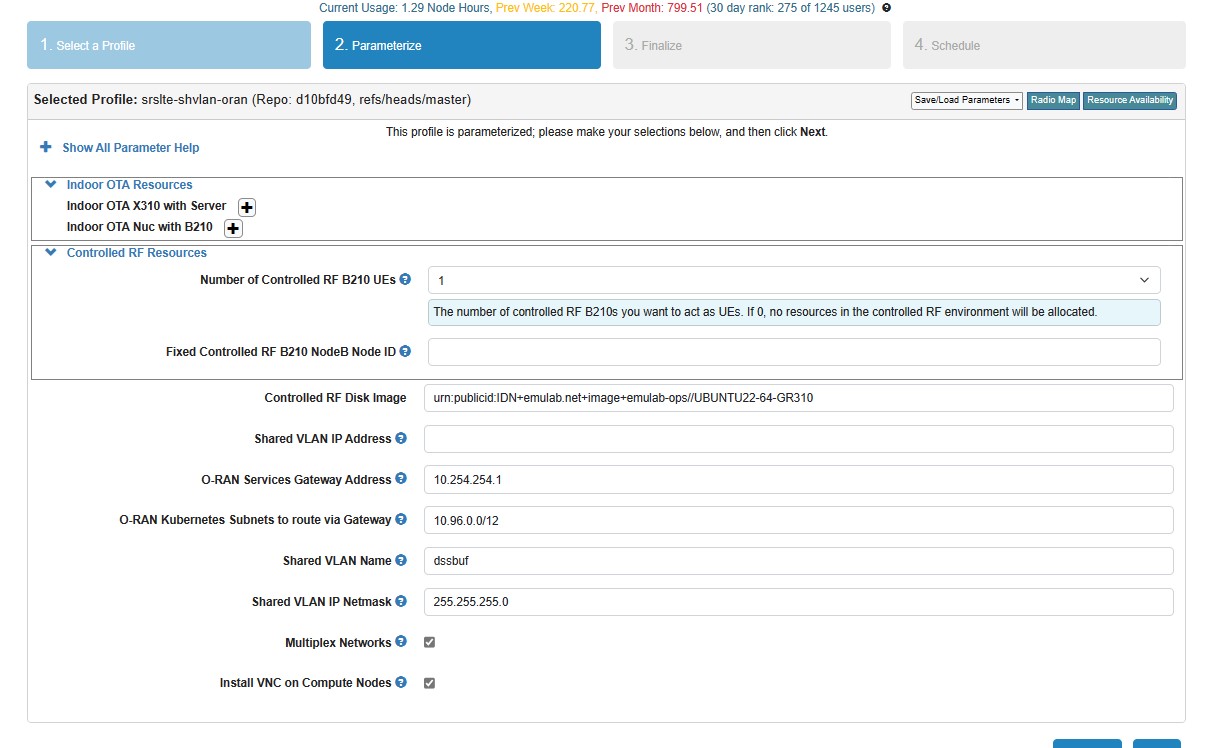 Current Usage: 1.29 Node Hours, Prev Week: 220.77, Prev Month: 799.51 (30 day rank: 275 of 1245 users)
1. Select a Profile
2. Parameterize
3. Finalize
4. Schedule
Selected Profile: srslte-shvlan-oran (Repo: d10bfd49, refs/heads/master)
Save/Load Parameters
Radio Map
Resource Availability
This profile is parameterized; please make your selections below, and then click Next.
Show All Parameter Help
Indoor OTA Resources
Indoor OTA X310 with Server
Indoor OTA Nuc with B210
Controlled RF Resources
Number of Controlled RF B210 UEs
1
The number of controlled RF B210s you want to act as UEs. If 0, no resources in the controlled RF environment will be allocated.
Fixed Controlled RF B210 NodeB Node ID
Controlled RF Disk Image
urn:publicid:IDN+emulab.net+image+emulab-ops//UBUNTU22-64-GR310
Shared VLAN IP Address
O-RAN Services Gateway Address
10.254.254.1
O-RAN Kubernetes Subnets to route via Gateway
10.96.0.0/12
Shared VLAN Name
dssbuf
Shared VLAN IP Netmask
255.255.255.0
Multiplex Networks
Install VNC on Compute Nodes